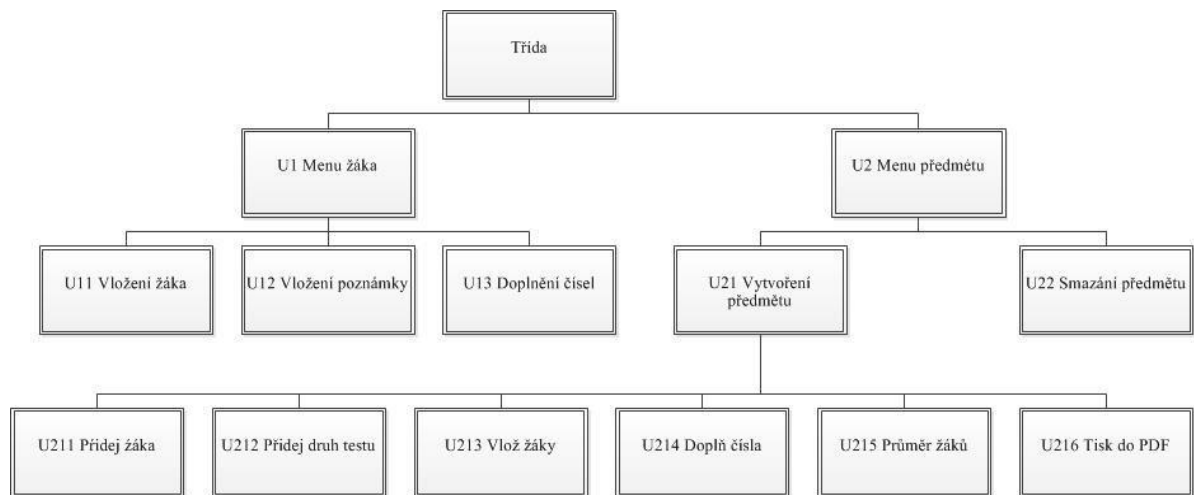 Třída
U1 Menu žáka
U2 Menu předmětu
U11 Vložení žáka
U12 Vložení poznámky
U13 Doplnění čísel
U21 Vytvoření
předmětu
U22 Smazání předmětu
U211 Přidej žáka
U212 Přidej druh testu
U213 Vlož žáky
U214 Doplň čísla
U215 Průměr žáků
U216 Tisk do PDF